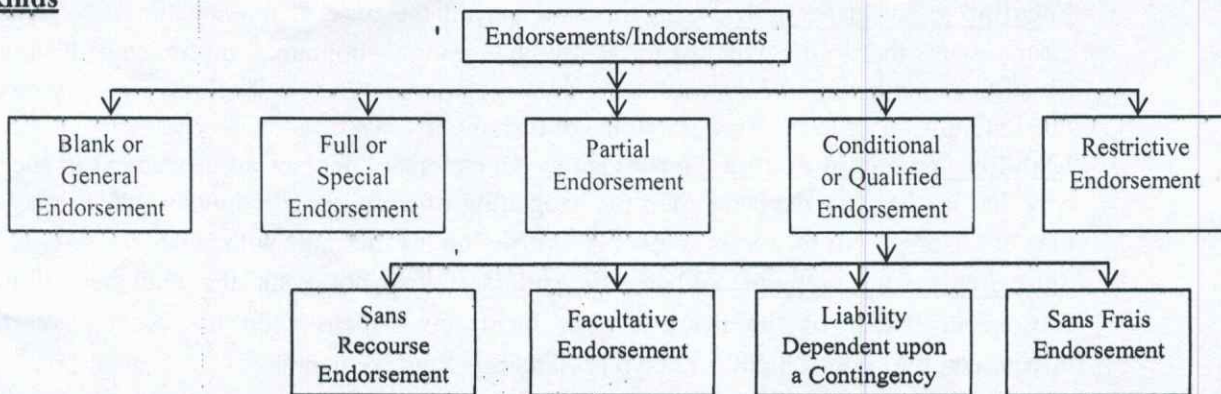 Kinds
Endorsements/Indorsements
Blank or
General
Endorsement
Full or
Special
Endorsement
Partial
Endorsement
Conditional
or Qualified
Endorsement
Restrictive
Endorsement
Sans
Recourse
Endorsement
Facultative
Endorsement
Liability
Dependent upon
a Contingency
Sans Frais
Endorsement